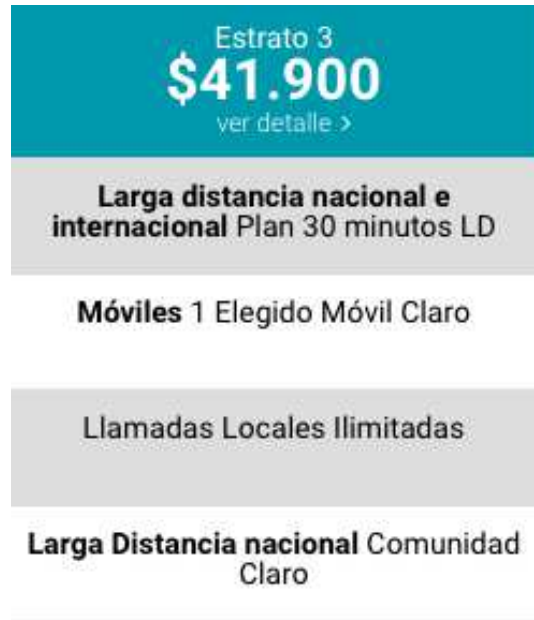 Estrato 3
$41.900
ver detalle >
Larga distancia nacional e
internacional Plan 30 minutos LD
Móviles 1 Elegido Móvil Claro
Llamadas Locales Ilimitadas
Larga Distancia nacional Comunidad
Claro